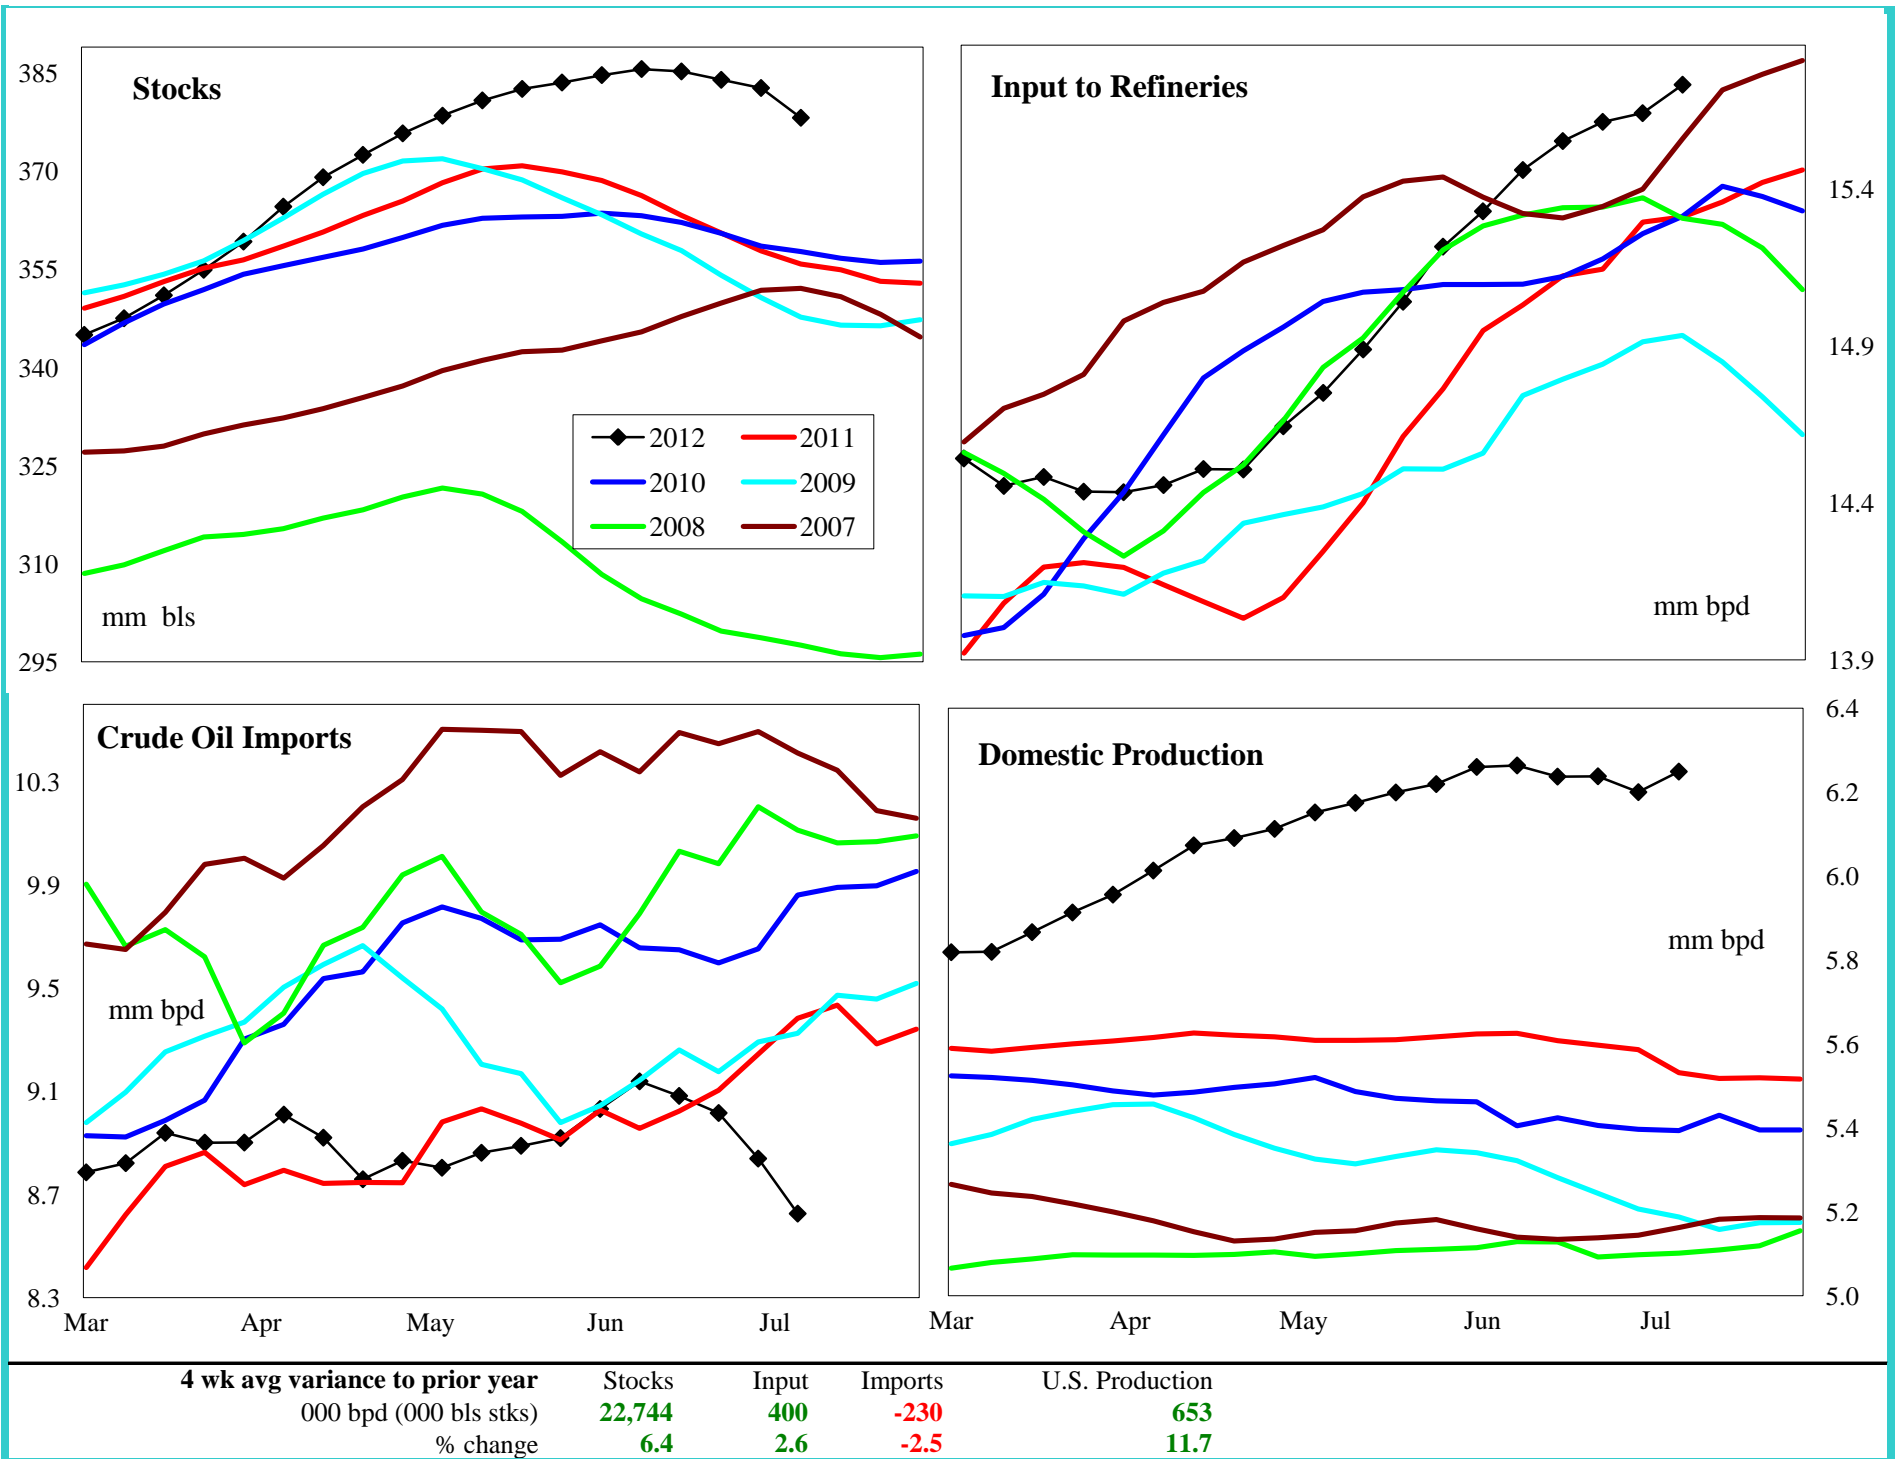 Stocks
385
370
355
340
325
310
295
mm bls
2012 2011
2010 2009
2008 2007
Input to Refineries
15.4
14.9
14.4
13.9
mm bpd
Crude Oil Imports
10.3
9.9
9.5
9.1
8.7
8.3
mm bpd
Mar Apr May Jun Jul
Domestic Production
6.4
6.2
6.0
5.8
5.6
5.4
5.2
5.0
mm bpd
Mar Apr May Jun Jul
4 wk avg variance to prior year Stocks Input Imports U.S. Production
000 bpd (000 bls stks) 22,744 400 -230 653
% change 6.4 2.6 -2.5 11.7